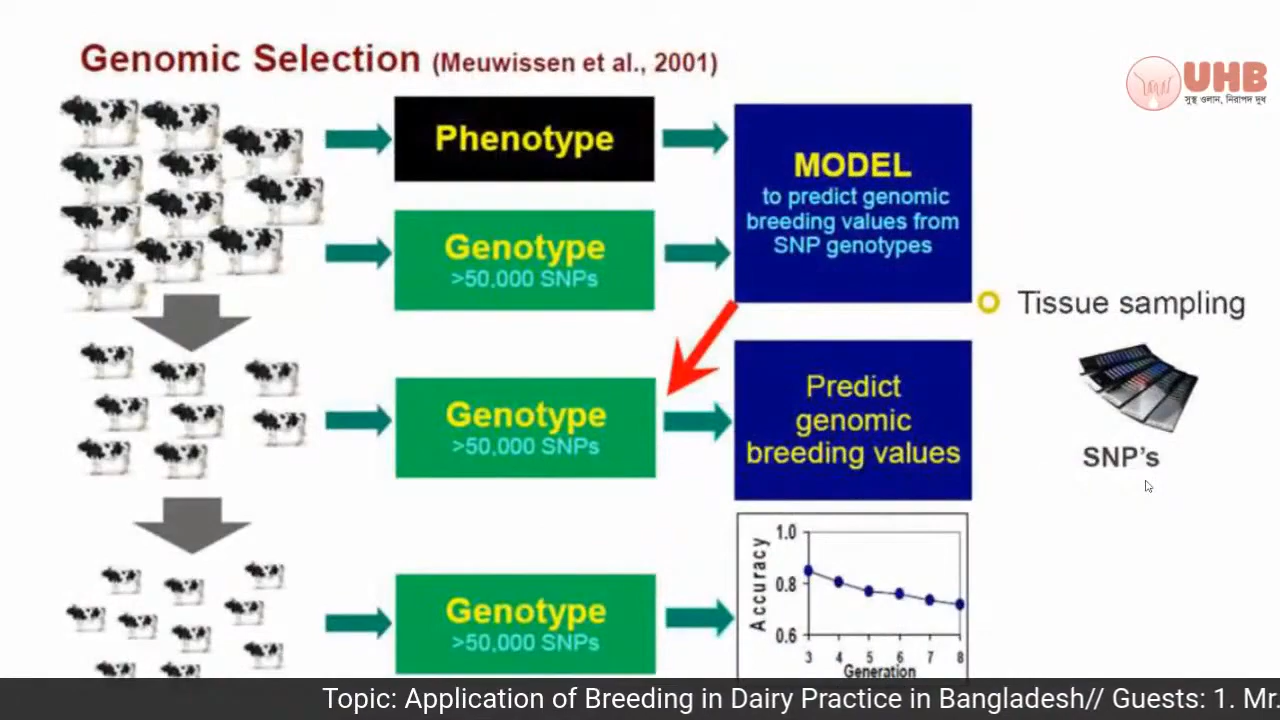 Genomic Selection (Meuwissen et al., 2001)
UHB
সুস্থ ওলান, নিরাপদ দুধ
Phenotype
MODEL
to predict genomic
breeding values from
SNP genotypes
Genotype
>50,000 SNPs
Tissue sampling
Genotype
>50,000 SNPs
Predict
genomic
breeding values
SNP's
Genotype
>50,000 SNPs
Accuracy
1.0
0.8
0.6
3 4 5 6 7 8
Generation
Topic: Application of Breeding in Dairy Practice in Bangladesh// Guests: 1. Mr.